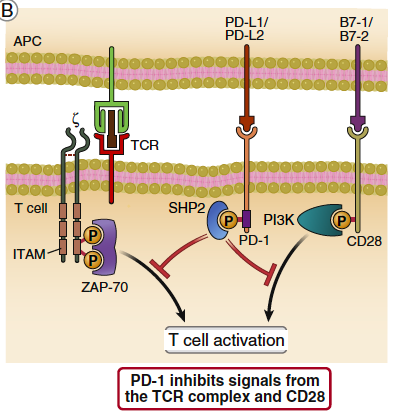 B
APC
PD-L1/
PD-L2
B7-1/
B7-2
ζ
TCR
T cell
SHP2
P
PI3K
P
P
P
ITAM
PD-1
CD28
ZAP-70
T cell activation
PD-1 inhibits signals from
the TCR complex and CD28